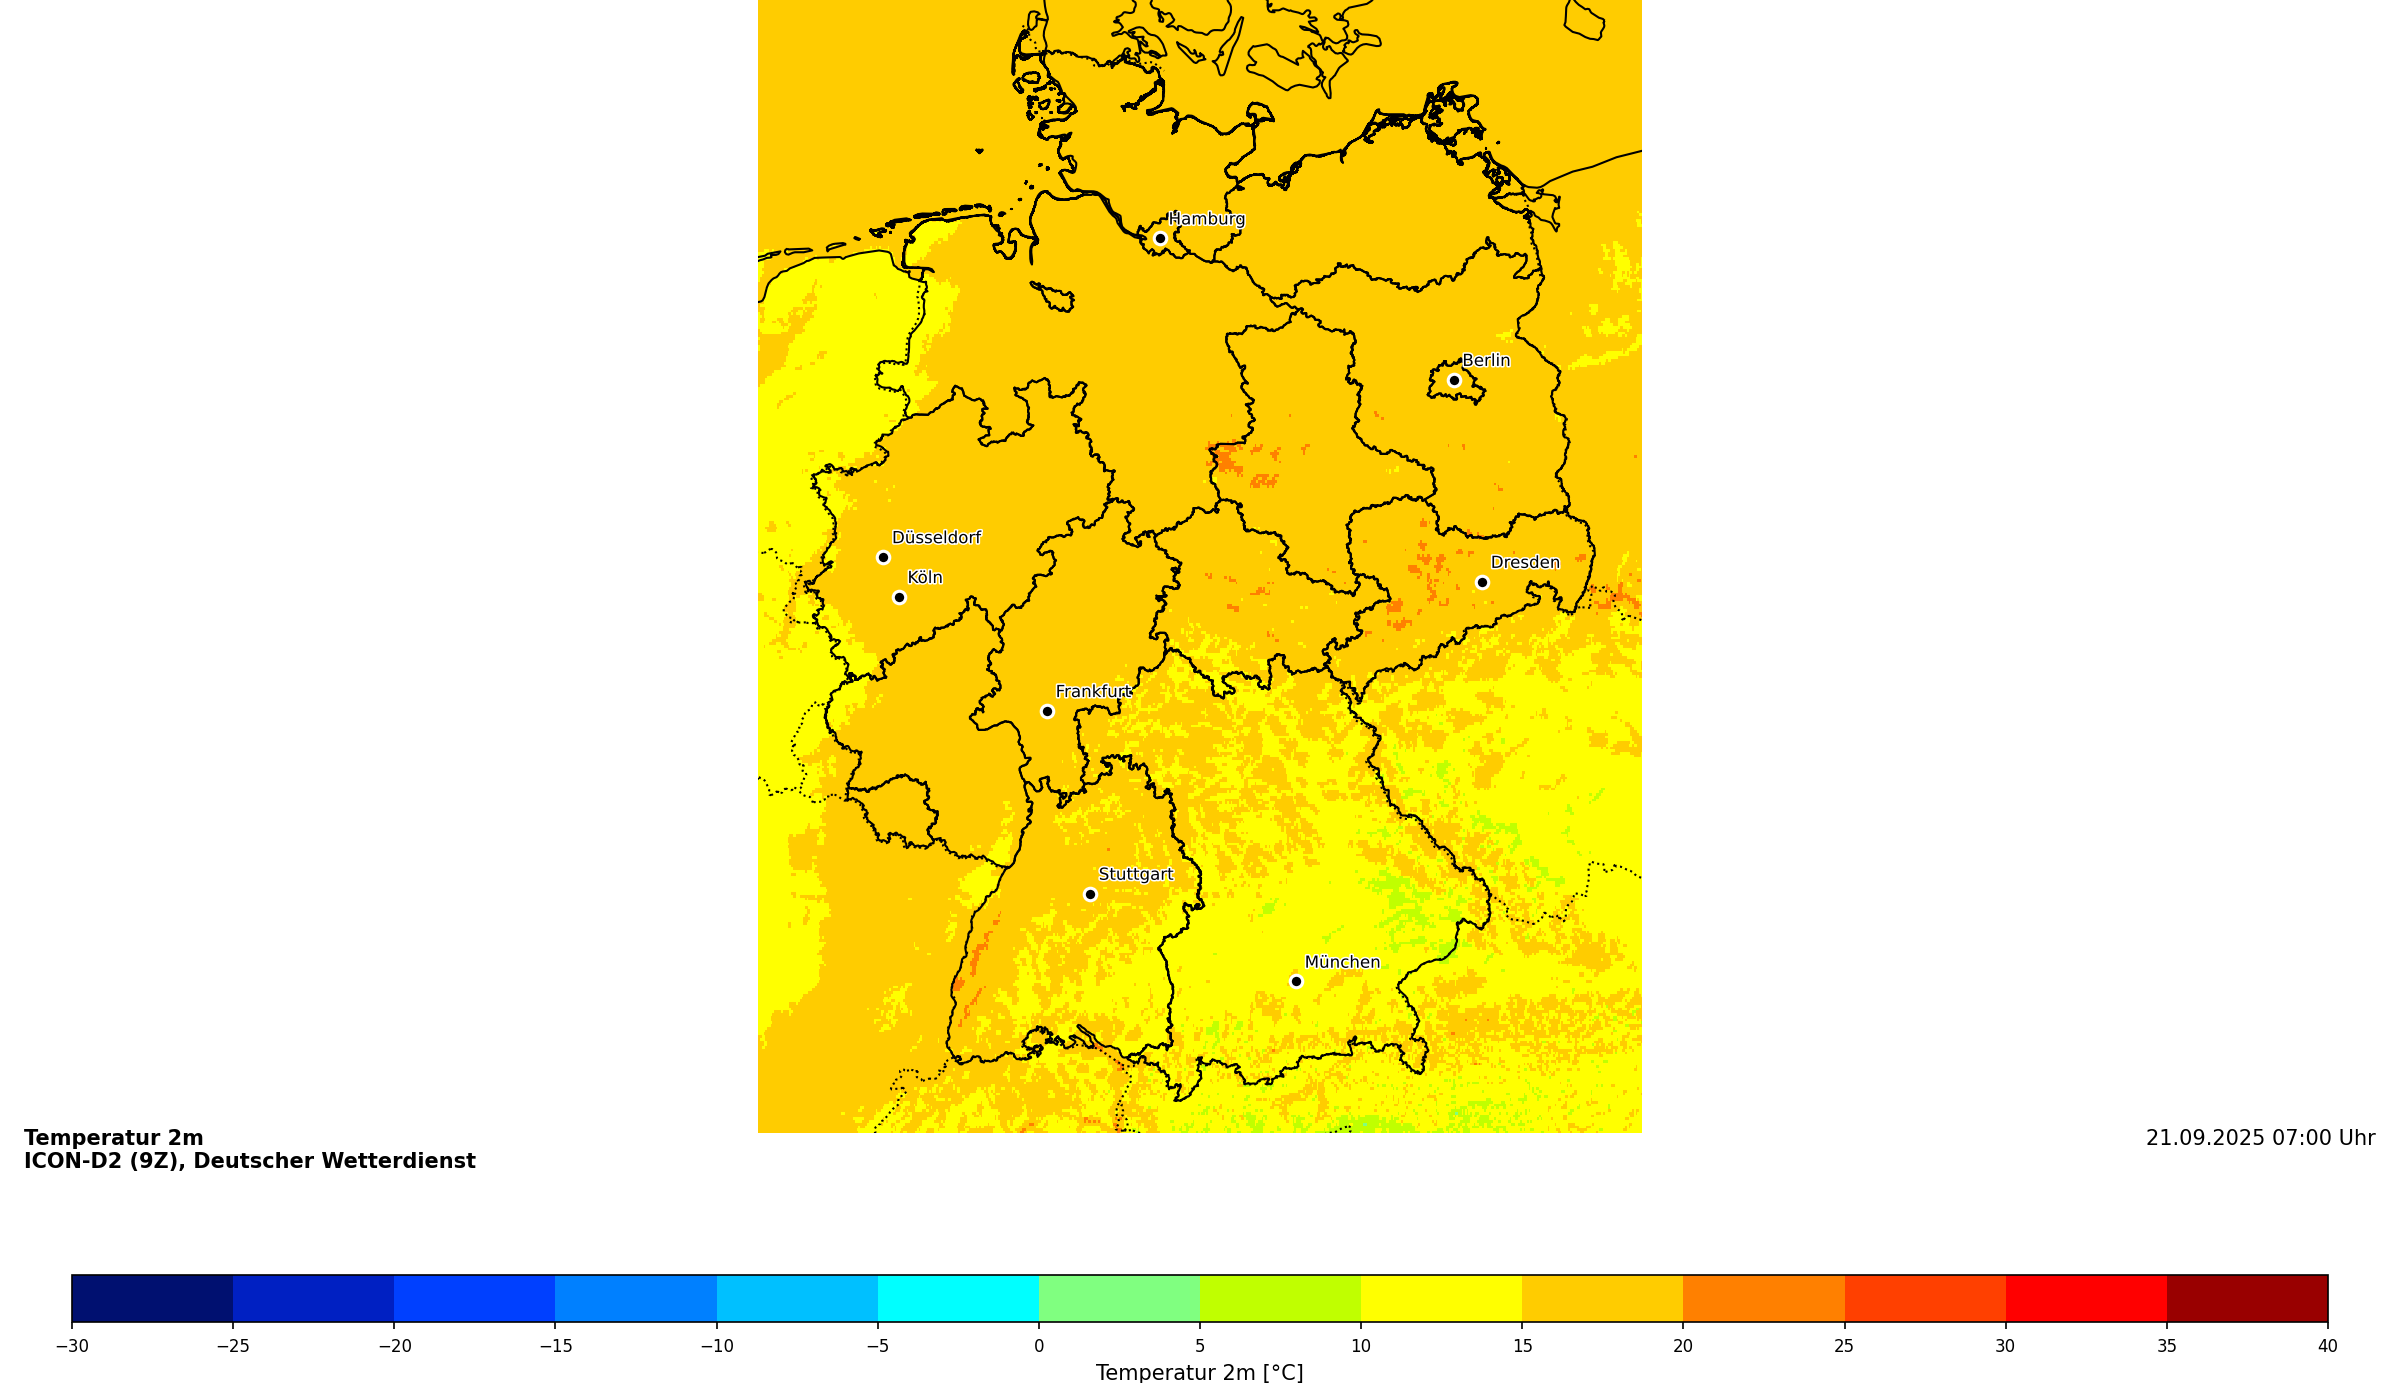 Hamburg
Berlin
Düsseldorf
Köln
Dresden
Frankfurt
Stuttgart
München
Temperatur 2m
ICON-D2 (9Z), Deutscher Wetterdienst
21.09.2025 07:00 Uhr
−30 −25 −20 −15 −10 −5 0 5 10 15 20 25 30 35 40
Temperatur 2m [°C]